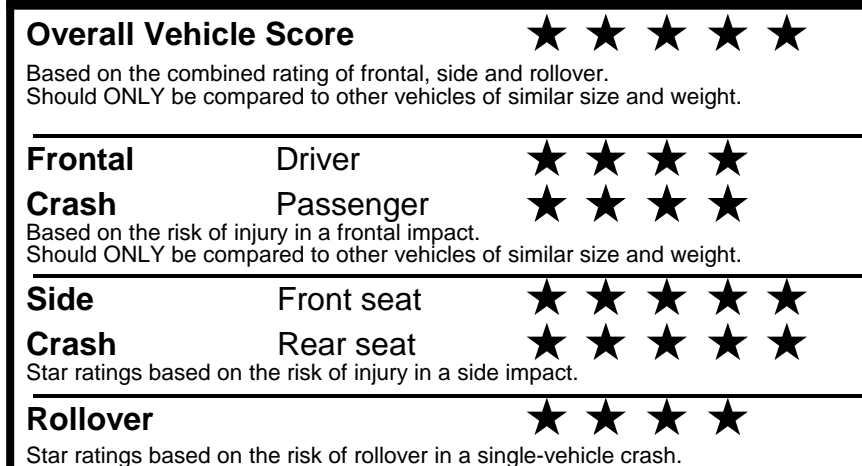 Overall Vehicle Score ★ ★ ★ ★ ★
Based on the combined rating of frontal, side and rollover.
Should ONLY be compared to other vehicles of similar size and weight.
Frontal Driver ★ ★ ★ ★
Crash Passenger ★ ★ ★ ★
Based on the risk of injury in a frontal impact.
Should ONLY be compared to other vehicles of similar size and weight.
Side Front seat ★ ★ ★ ★ ★
Crash Rear seat ★ ★ ★ ★ ★
Star ratings based on the risk of injury in a side impact.
Rollover ★ ★ ★ ★
Star ratings based on the risk of rollover in a single-vehicle crash.